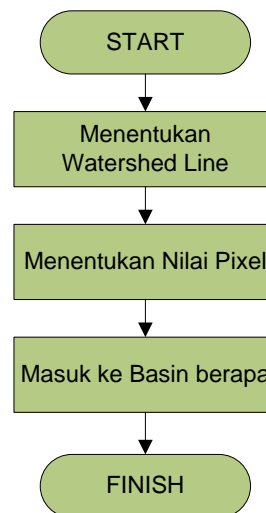 START
Menentukan
Watershed Line
Menentukan Nilai Pixel
Masuk ke Basin berapa
FINISH